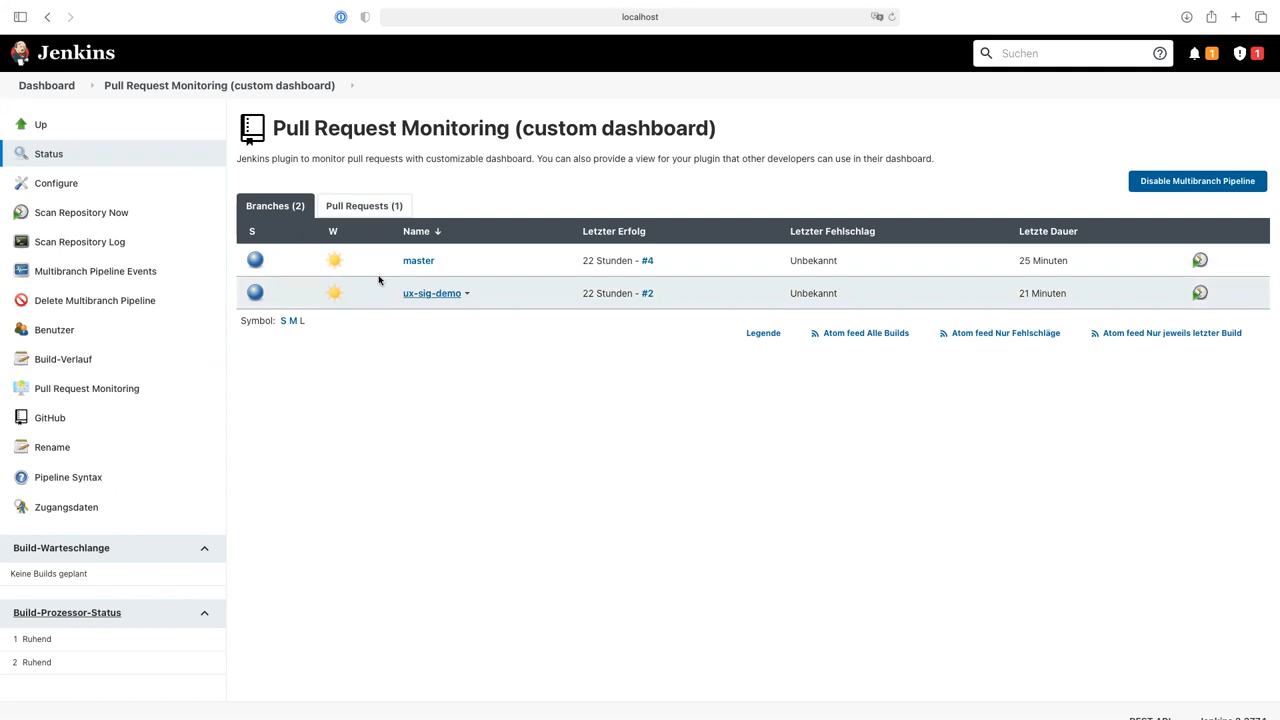 localhost
Jenkins
Suchen
1
1
Dashboard
Pull Request Monitoring (custom dashboard)
Up
Status
Configure
Scan Repository Now
Scan Repository Log
Multibranch Pipeline Events
Delete Multibranch Pipeline
Benutzer
Build-Verlauf
Pull Request Monitoring
GitHub
Rename
Pipeline Syntax
Zugangsdaten
Build-Warteschlange
Keine Builds geplant
Build-Prozessor-Status
1 Ruhend
2 Ruhend
Pull Request Monitoring (custom dashboard)
Jenkins plugin to monitor pull requests with customizable dashboard. You can also provide a view for your plugin that other developers can use in their dashboard.
Disable Multibranch Pipeline
Branches (2) Pull Requests (1)
S W Name ↓ Letzter Erfolg Letzter Fehlschlag Letzte Dauer
master 22 Stunden - #4 Unbekannt 25 Minuten
ux-sig-demo 22 Stunden - #2 Unbekannt 21 Minuten
Symbol: S M L
Legende Atom feed Alle Builds Atom feed Nur Fehlschläge Atom feed Nur jeweils letzter Build